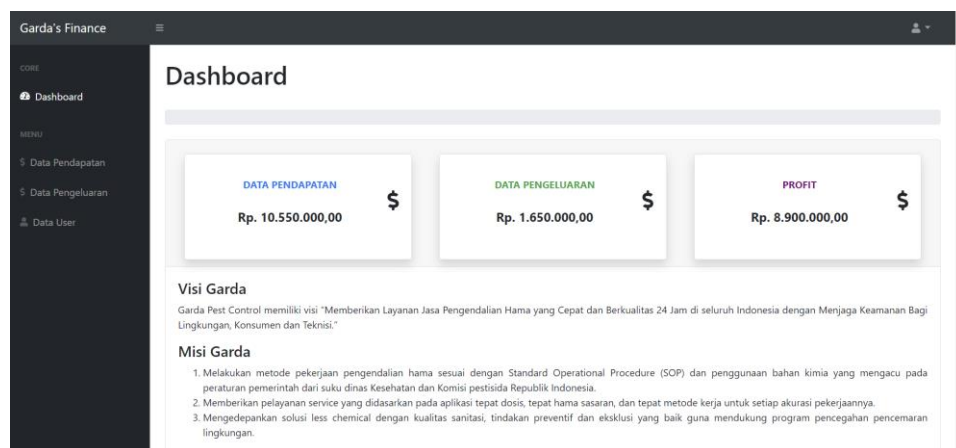 Garda's Finance
CORE
Dashboard
MENU
$ Data Pendapatan
$ Data Pengeluaran
Data User
Dashboard
DATA PENDAPATAN
$
Rp. 10.550.000,00
DATA PENGELUARAN
$
Rp. 1.650.000,00
PROFIT
$
Rp. 8.900.000,00
Visi Garda
Garda Pest Control memiliki visi "Memberikan Layanan Jasa Pengendalian Hama yang Cepat dan Berkualitas 24 Jam di seluruh Indonesia dengan Menjaga Keamanan Bagi
Lingkungan, Konsumen dan Teknisi."
Misi Garda
1. Melakukan metode pekerjaan pengendalian hama sesuai dengan Standard Operational Procedure (SOP) dan penggunaan bahan kimia yang mengacu pada
peraturan pemerintah dari suku dinas Kesehatan dan Komisi pestisida Republik Indonesia.
2. Memberikan pelayanan service yang didasarkan pada aplikasi tepat dosis, tepat hama sasaran, dan tepat metode kerja untuk setiap akurasi pekerjaannya.
3. Mengedepankan solusi less chemical dengan kualitas sanitasi, tindakan preventif dan eksklusi yang baik guna mendukung program pencegahan pencemaran
lingkungan.